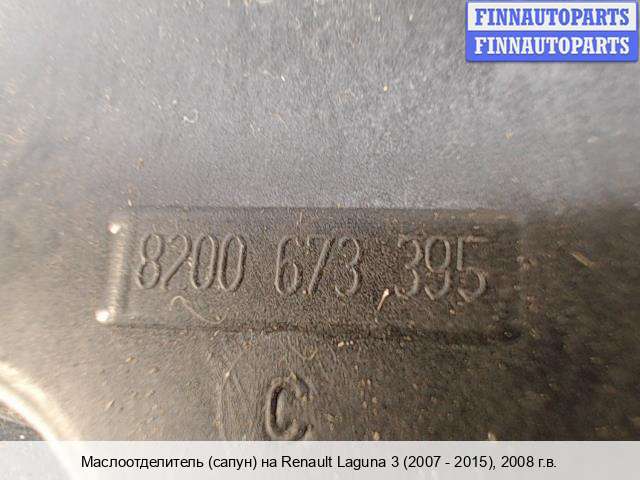 FINNAUTOPARTS
FINNAUTOPARTS
8200 673 395
C
Маслоотделитель (сапун) на Renault Laguna 3 (2007 - 2015), 2008 г.в.